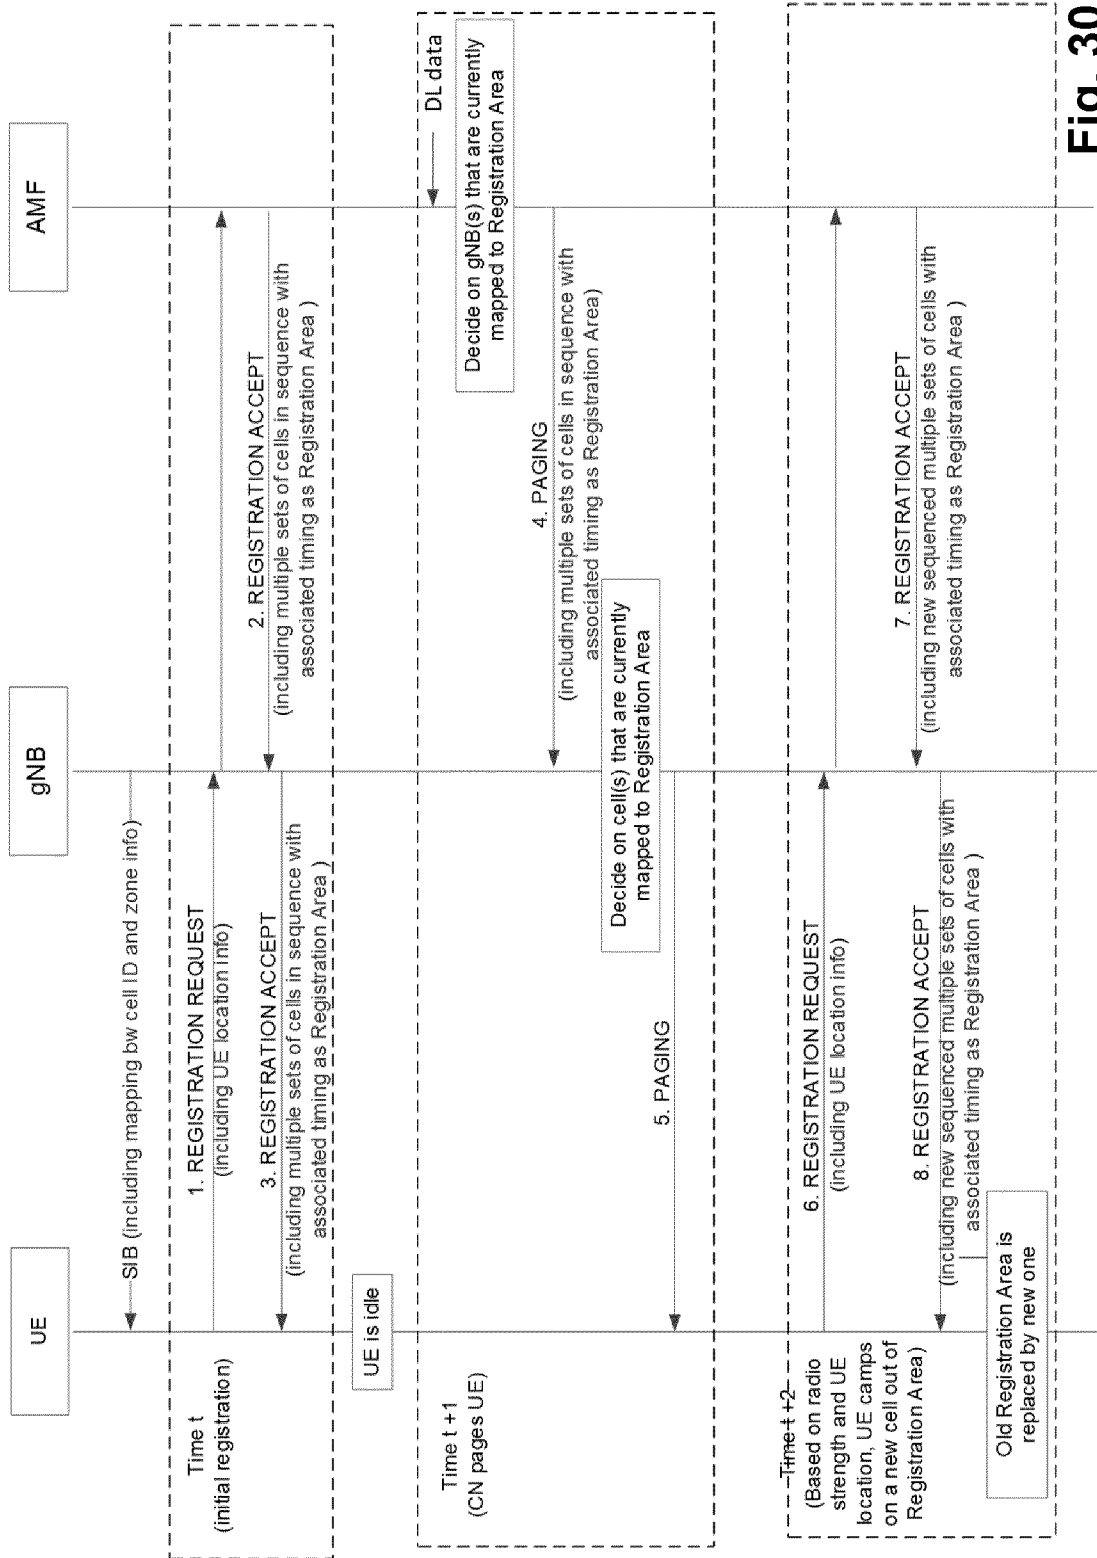 UE
gNB
AMF
SIB (including mapping bw cell ID and zone info)
Time t
(initial registration)
1. REGISTRATION REQUEST
(including UE location info)
2. REGISTRATION ACCEPT
(including multiple sets of cells in sequence with
associated timing as Registration Area )
3. REGISTRATION ACCEPT
(including multiple sets of cells in sequence with
associated timing as Registration Area )
UE is idle
Time t +1
(CN pages UE)
DL data
Decide on gNB(s) that are currently
mapped to Registration Area
4. PAGING
(including multiple sets of cells in sequence with
associated timing as Registration Area)
Decide on cell(s) that are currently
mapped to Registration Area
5. PAGING
Time t +2
(Based on radio
strength and UE
location, UE camps
on a new cell out of
Registration Area)
6. REGISTRATION REQUEST
(including UE location info)
7. REGISTRATION ACCEPT
(including new sequenced multiple sets of cells with
associated timing as Registration Area )
8. REGISTRATION ACCEPT
(including new sequenced multiple sets of cells with
associated timing as Registration Area )
Old Registration Area is
replaced by new one
Fig. 30